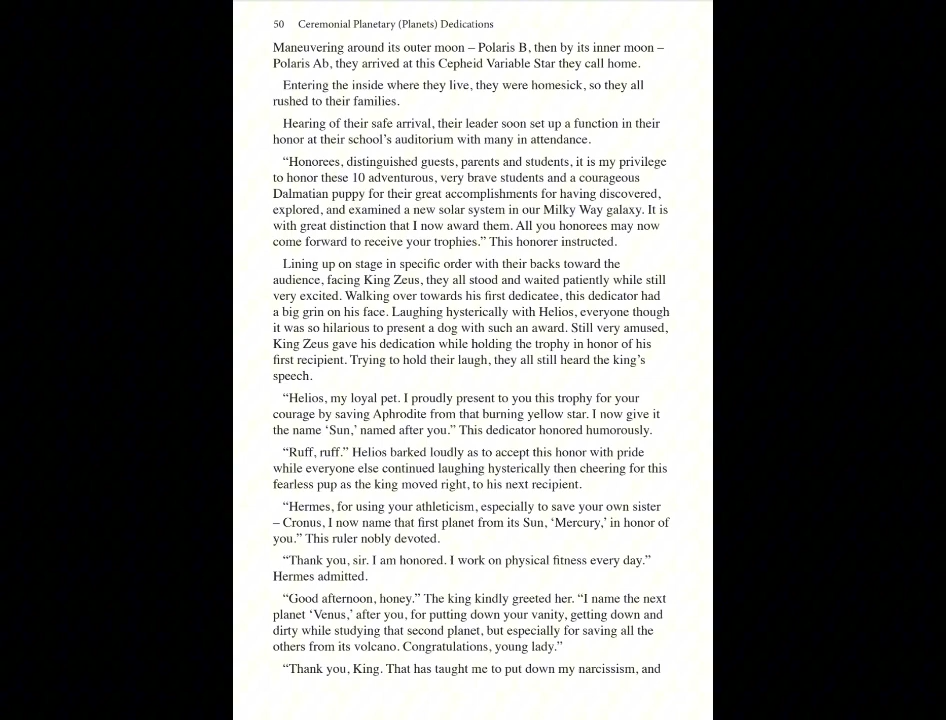 50 Ceremonial Planetary (Planets) Dedications
Maneuvering around its outer moon – Polaris B, then by its inner moon –
Polaris Ab, they arrived at this Cepheid Variable Star they call home.
Entering the inside where they live, they were homesick, so they all
rushed to their families.
Hearing of their safe arrival, their leader soon set up a function in their
honor at their school’s auditorium with many in attendance.
“Honorees, distinguished guests, parents and students, it is my privilege
to honor these 10 adventurous, very brave students and a courageous
Dalmatian puppy for their great accomplishments for having discovered,
explored, and examined a new solar system in our Milky Way galaxy. It is
with great distinction that I now award them. All you honorees may now
come forward to receive your trophies.” This honorer instructed.
Lining up on stage in specific order with their backs toward the
audience, facing King Zeus, they all stood and waited patiently while still
very excited. Walking over towards his first dedicatee, this dedicator had
a big grin on his face. Laughing hysterically with Helios, everyone though
it was so hilarious to present a dog with such an award. Still very amused,
King Zeus gave his dedication while holding the trophy in honor of his
first recipient. Trying to hold their laugh, they all still heard the king’s
speech.
“Helios, my loyal pet. I proudly present to you this trophy for your
courage by saving Aphrodite from that burning yellow star. I now give it
the name ‘Sun,’ named after you.” This dedicator honored humorously.
“Ruff, ruff.” Helios barked loudly as to accept this honor with pride
while everyone else continued laughing hysterically then cheering for this
fearless pup as the king moved right, to his next recipient.
“Hermes, for using your athleticism, especially to save your own sister
– Cronus, I now name that first planet from its Sun, ‘Mercury,’ in honor of
you.” This ruler nobly devoted.
“Thank you, sir. I am honored. I work on physical fitness every day.”
Hermes admitted.
“Good afternoon, honey.” The king kindly greeted her. “I name the next
planet ‘Venus,’ after you, for putting down your vanity, getting down and
dirty while studying that second planet, but especially for saving all the
others from its volcano. Congratulations, young lady.”
“Thank you, King. That has taught me to put down my narcissism, and